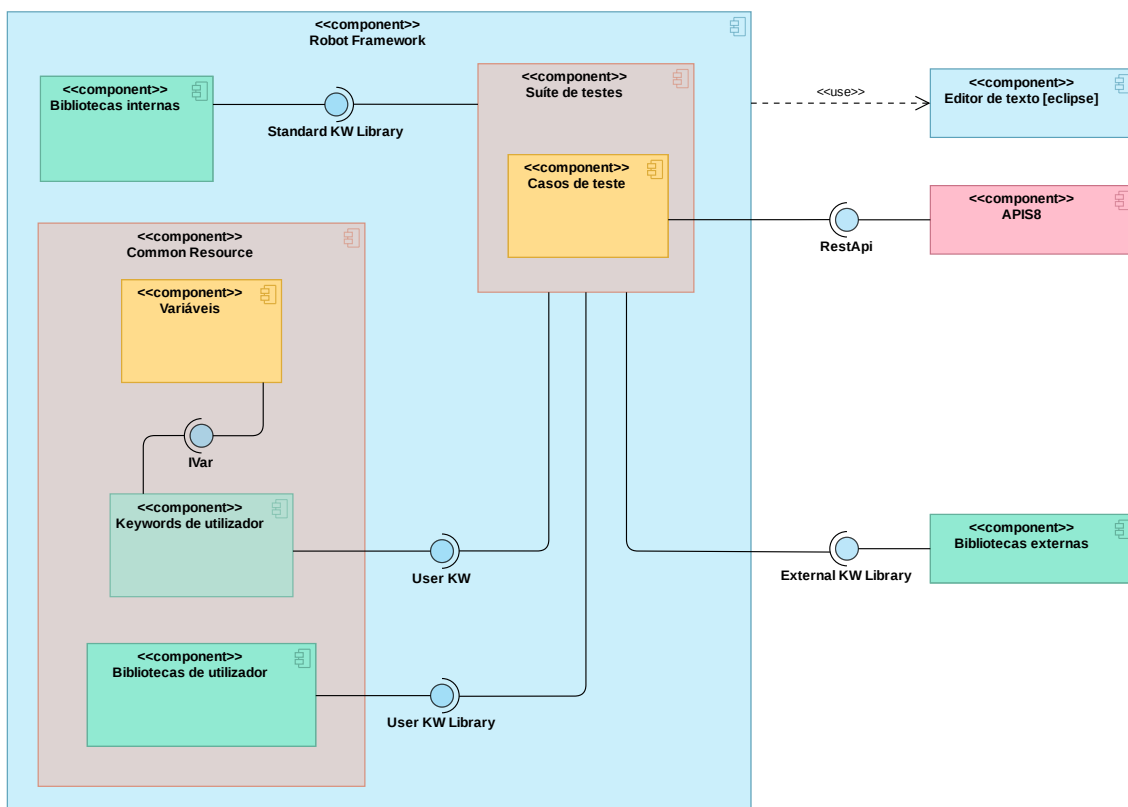 <<component>>
Robot Framework
<<component>>
Bibliotecas internas
Standard KW Library
<<component>>
Suíte de testes
<<component>>
Casos de teste
<<use>>
<<component>>
Editor de texto [eclipse]
<<component>>
APIS8
RestApi
<<component>>
Common Resource
<<component>>
Variáveis
IVar
<<component>>
Keywords de utilizador
User KW
<<component>>
Bibliotecas externas
External KW Library
<<component>>
Bibliotecas de utilizador
User KW Library